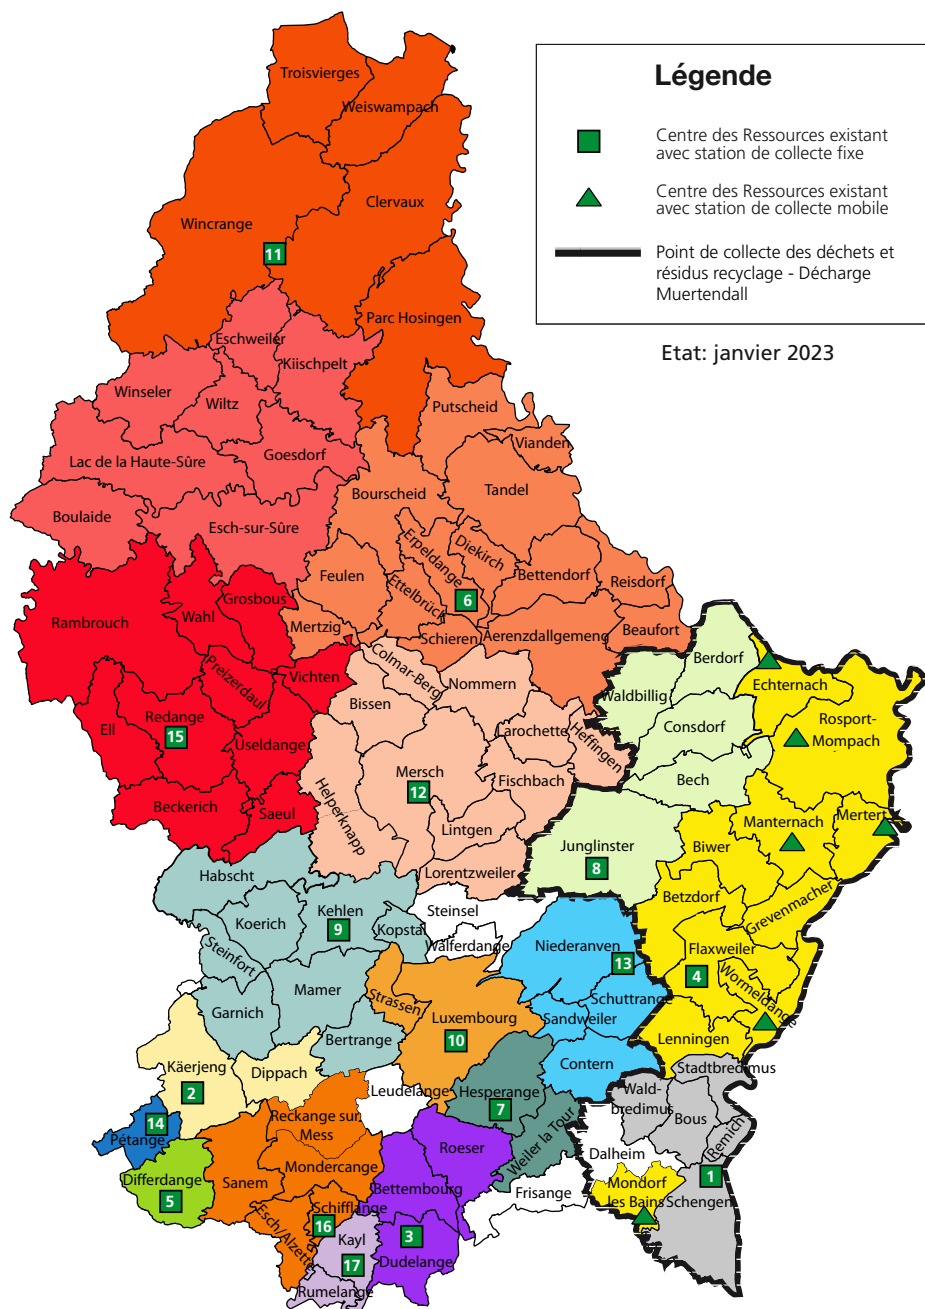 Légende
Centre des Ressources existant
avec station de collecte fixe
Centre des Ressources existant
avec station de collecte mobile
Point de collecte des déchets et
résidus recyclage - Décharge
Muertendall
Etat: janvier 2023
Troisvierges
Weiswampach
Clervaux
Wincrange
11
Parc Hosingen
Eschweiler
Kiischpelt
Winseler
Wiltz
Goesdorf
Lac de la Haute-Sûre
Boulaide
Esch-sur-Sûre
Putscheid
Vianden
Tandel
Bourscheid
Erpeldange
Diekirch
Bettendorf
Reisdorf
Feulen
Ettelbrück
6
Mertzig
Schieren
Aerenzdallgemeng
Beaufort
Rambrouch
Wahl
Grosbous
Preizerdaul
Vichten
Ell
Redange
15
Useldange
Beckerich
Saeul
Colmar-Berg
Nommern
Bissen
Larochette
Heffingen
Mersch
12
Fischbach
Helperknapp
Lintgen
Lorentzweiler
Waldbillig
Berdorf
Consdorf
Bech
Junglinster
8
Echternach
Rosport-
Mompach
Manternach
Mertert
Biwer
Betzdorf
Grevenmacher
Flaxweiler
4
Wormeldange
Lenningen
Habscht
Koerich
Kehlen
9
Kopstal
Steinfort
Mamer
Garnich
Bertrange
Steinsel
Walferdange
Niederanven
13
Schuttrange
Sandweiler
Contern
Strassen
Luxembourg
10
Käerjeng
2
Dippach
Leudelange
Hesperange
7
Weiler la Tour
14
Pétange
Differdange
5
Reckange sur
Mess
Mondercange
Sanem
Esch/Alzette
Schifflange
16
Roeser
Bettembourg
3
Dudelange
Kayl
17
Rumelange
Frisange
Dalheim
Stadtbredimus
Wald-
bredimus
Bous
Remich
1
Schengen
Mondorf
les Bains